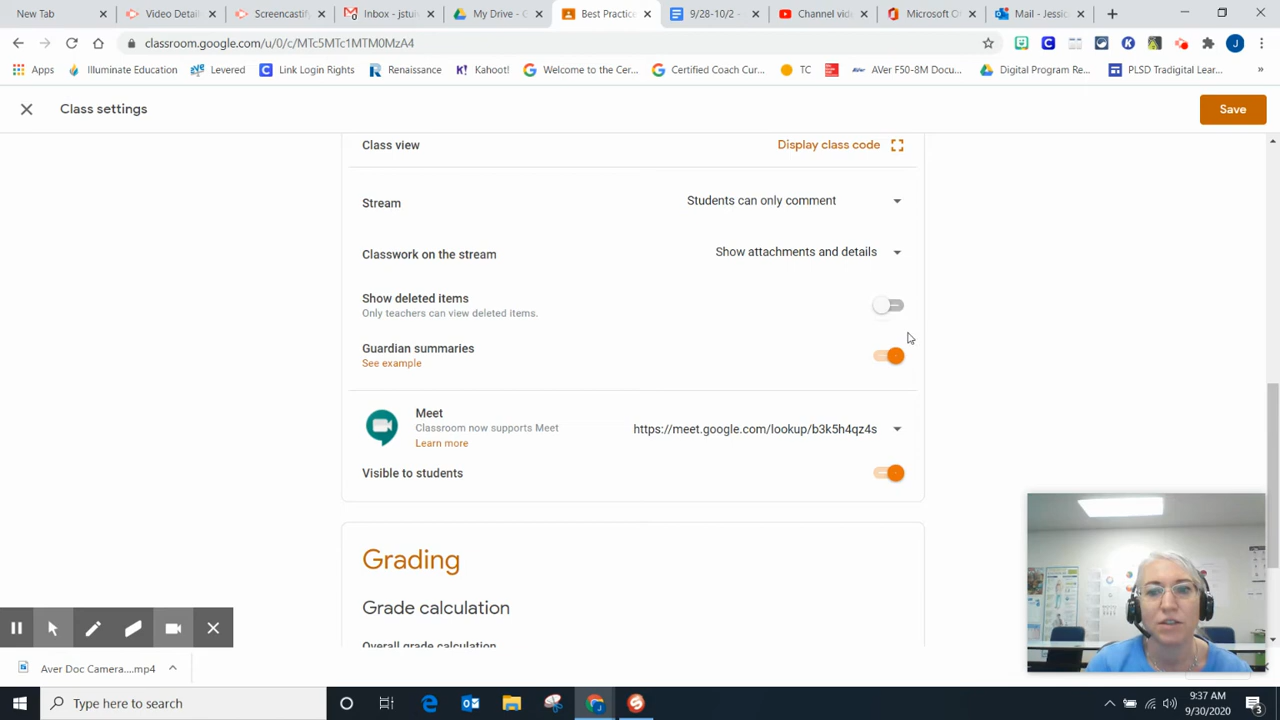 New Tab
Video Detail
Screencastify
Inbox - jstui
My Drive - G
Best Practice
9/28-10/2
Channel vid
Microsoft O
Mail - Jessic
classroom.google.com/u/0/c/MTc5MTc1MTM0MzA4
J
Apps
Illuminate Education
Levered
Link Login Rights
Renaissance
Kahoot!
Welcome to the Cer...
Certified Coach Cur...
TC
AVer F50-8M Docu...
Digital Program Re...
PLSD Tradigital Lear...
»
Class settings
Save
Class view
Display class code
Stream
Students can only comment
Classwork on the stream
Show attachments and details
Show deleted items
Only teachers can view deleted items.
Guardian summaries
See example
Meet
Classroom now supports Meet
https://meet.google.com/lookup/b3k5h4qz4s
Learn more
Visible to students
Grading
Grade calculation
Overall grade calculation
Aver Doc Camera....mp4
Type here to search
9:37 AM
9/30/2020
3